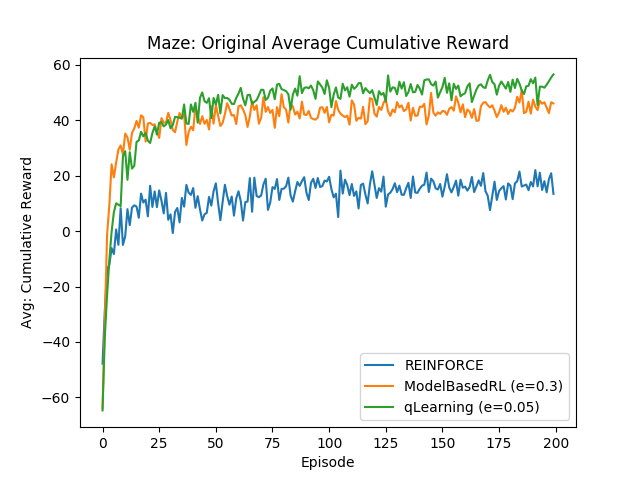 Maze: Original Average Cumulative Reward
Avg: Cumulative Reward
60
40
20
0
−20
−40
−60
REINFORCE
ModelBasedRL (e=0.3)
qLearning (e=0.05)
0 25 50 75 100 125 150 175 200
Episode